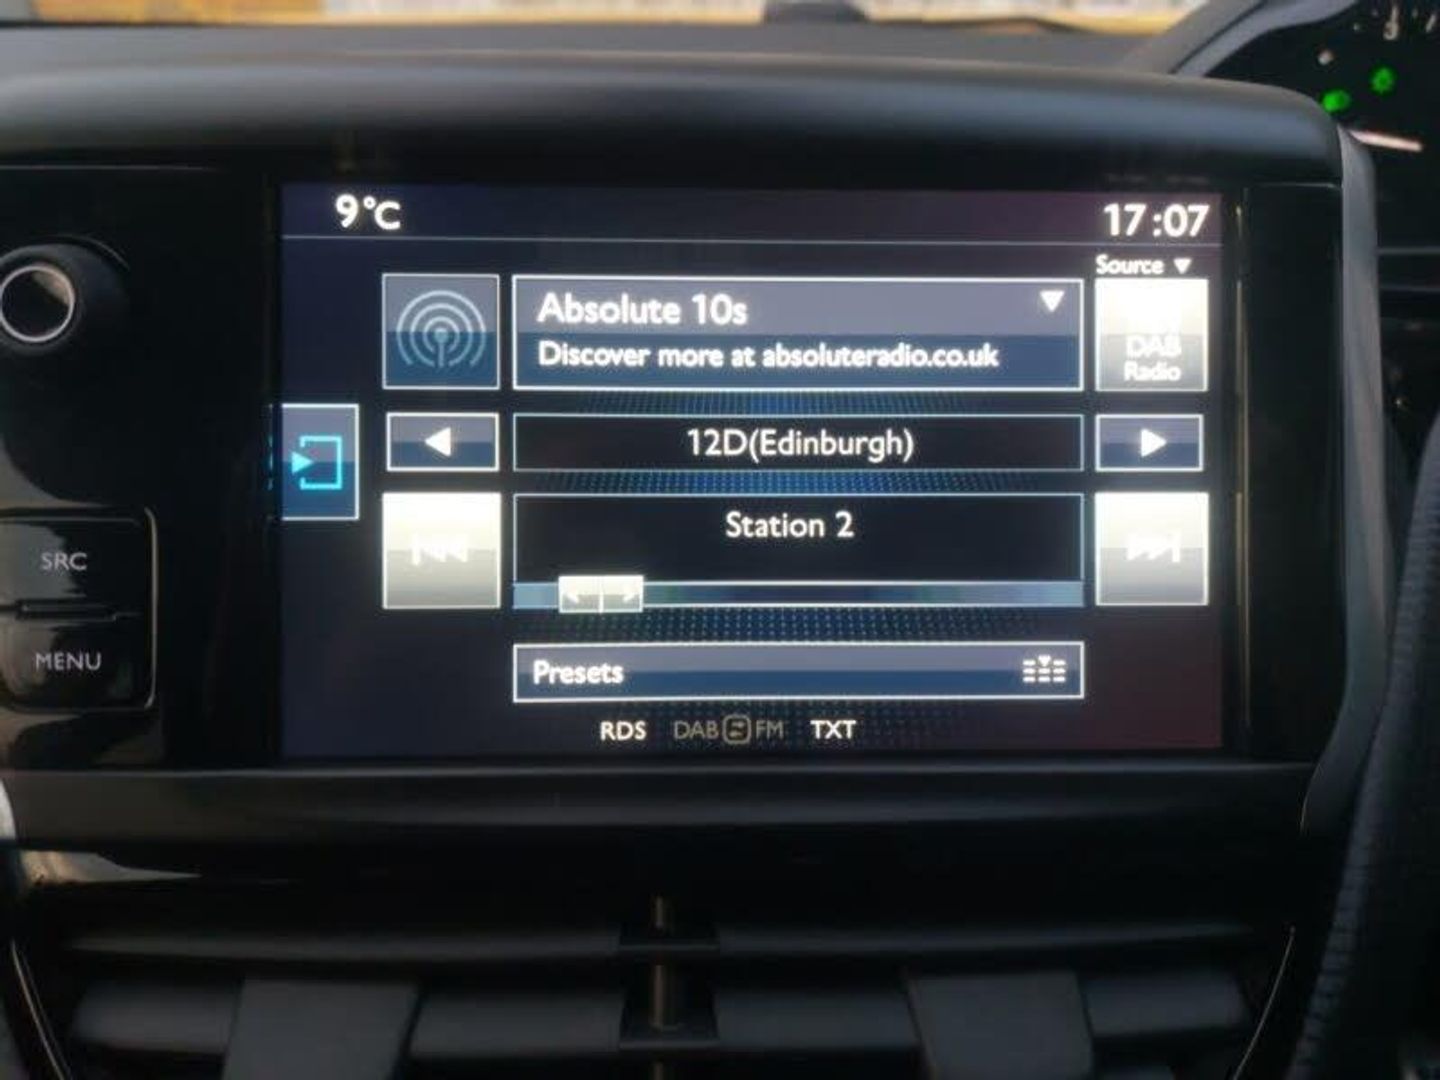 9°C
17:07
Source
Absolute 10s
Discover more at absoluteradio.co.uk
DAB
Radio
12D(Edinburgh)
Station 2
SRC
MENU
Presets
RDS DAB FM TXT